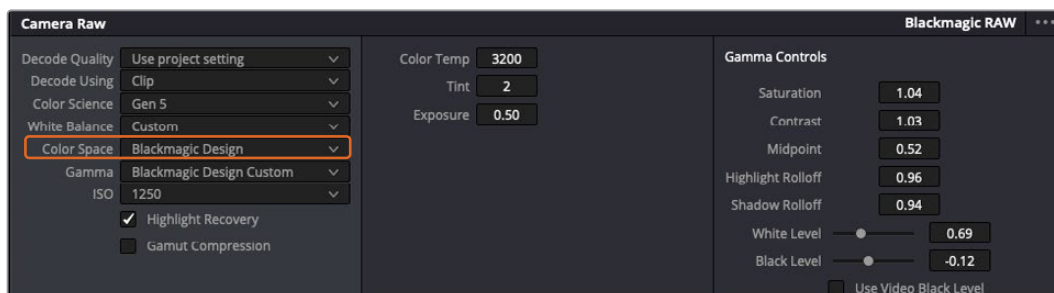 Camera Raw
Blackmagic RAW
Decode Quality Use project setting
Decode Using Clip
Color Science Gen 5
White Balance Custom
Color Space Blackmagic Design
Gamma Blackmagic Design Custom
ISO 1250
Highlight Recovery
Gamut Compression
Color Temp 3200
Tint 2
Exposure 0.50
Gamma Controls
Saturation 1.04
Contrast 1.03
Midpoint 0.52
Highlight Rolloff 0.96
Shadow Rolloff 0.94
White Level 0.69
Black Level -0.12
Use Video Black Level